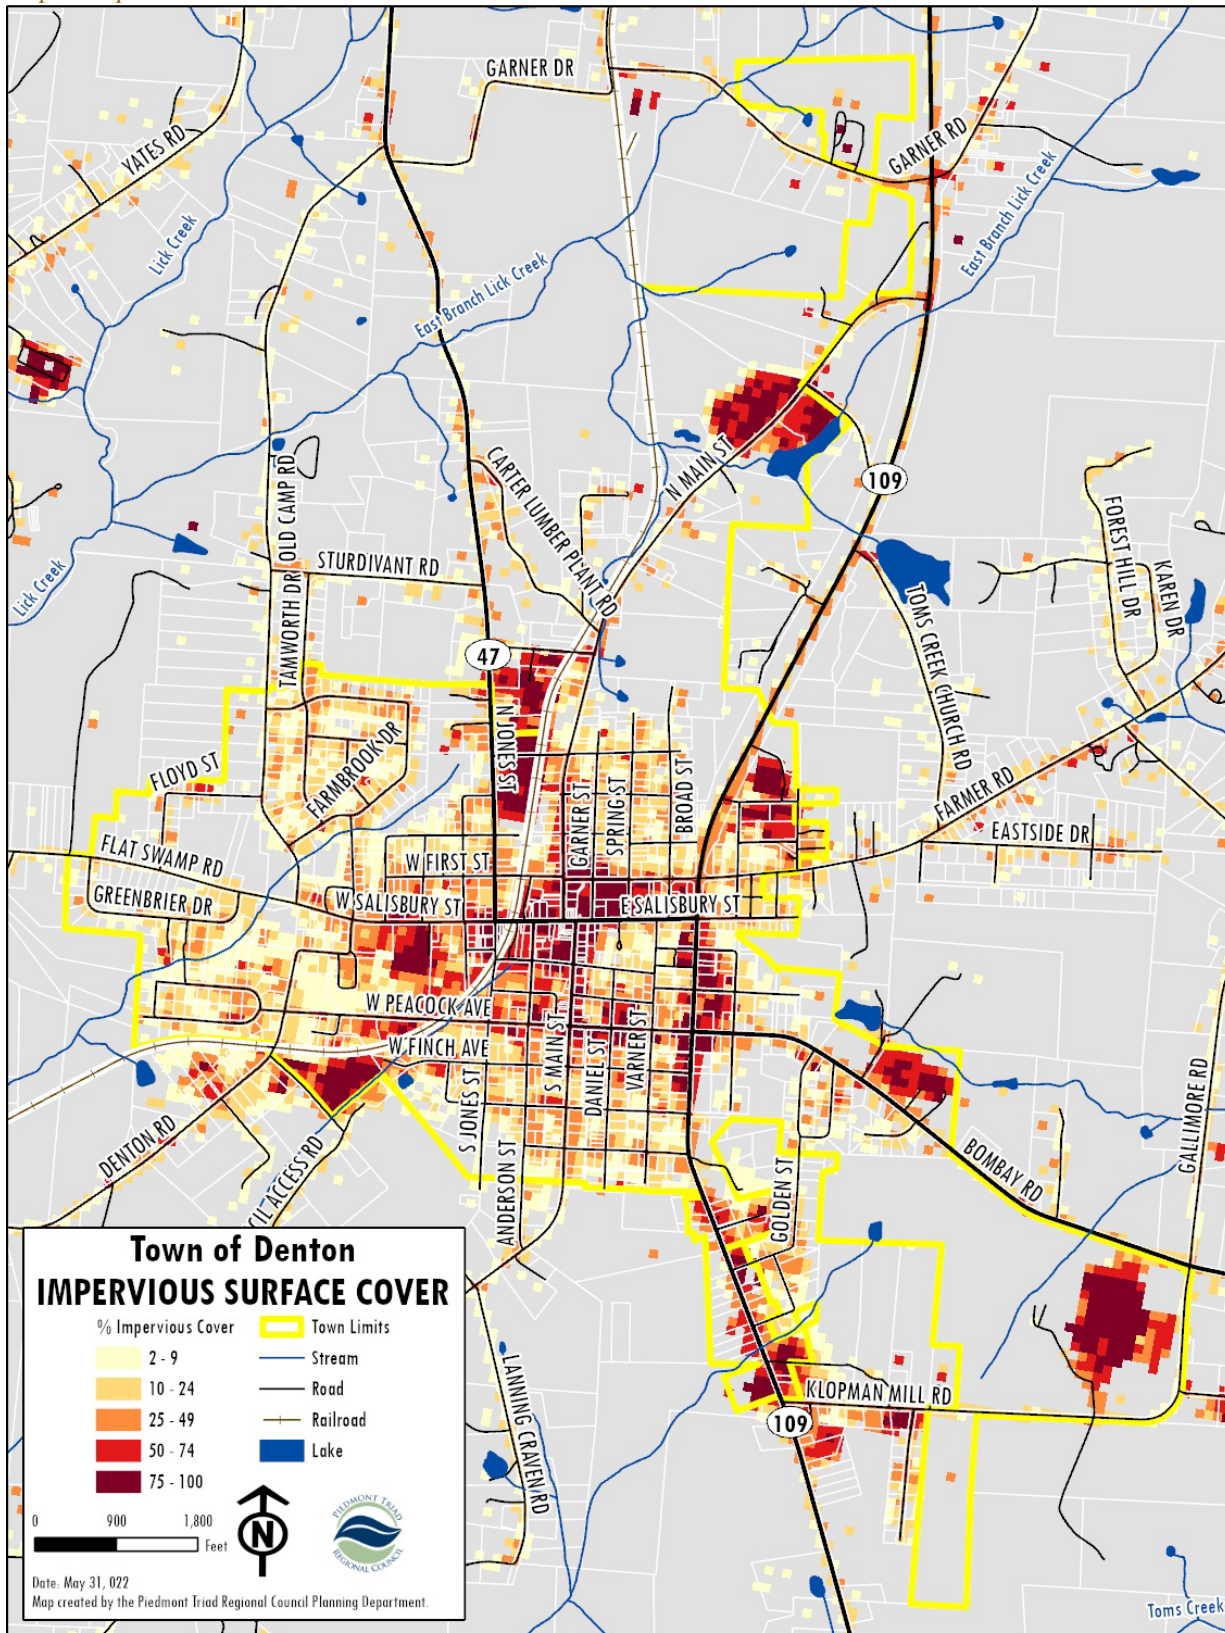 GARNER DR
YATES RD
GARNER RD
Lick Creek
East Branch Lick Creek
East Branch Lick Creek
OLD CAMP RD
CARTER LUMBER PLANT RD
N MAIN ST
109
FOREST HILL DR
KAREN DR
STURDIVANT RD
Lick Creek
TAMWORTH DR
TOMS CREEK CHURCH RD
47
N JONES ST
FLOYD ST
FARMBROOK DR
GARNER ST
SPRING ST
BROAD ST
FARMER RD
EASTSIDE DR
FLAT SWAMP RD
W FIRST ST
GREENBRIER DR
W SALISBURY ST
E SALISBURY ST
W PEACOCK AVE
W FINCH AVE
S JONES ST
S MAIN ST
DANIEL ST
VARNER ST
DENTON RD
CIL ACCESS RD
ANDERSON ST
GOLDEN ST
BOMBAY RD
GALLIMORE RD
LANNING CRAVEN RD
KLOPMAN MILL RD
109
Toms Creek
Town of Denton
IMPERVIOUS SURFACE COVER
% Impervious Cover
2 - 9
10 - 24
25 - 49
50 - 74
75 - 100
Town Limits
Stream
Road
Railroad
Lake
0 900 1,800
Feet
N
PIEDMONT TRIAD
REGIONAL COUNCIL
Date: May 31, 022
Map created by the Piedmont Triad Regional Council Planning Department.